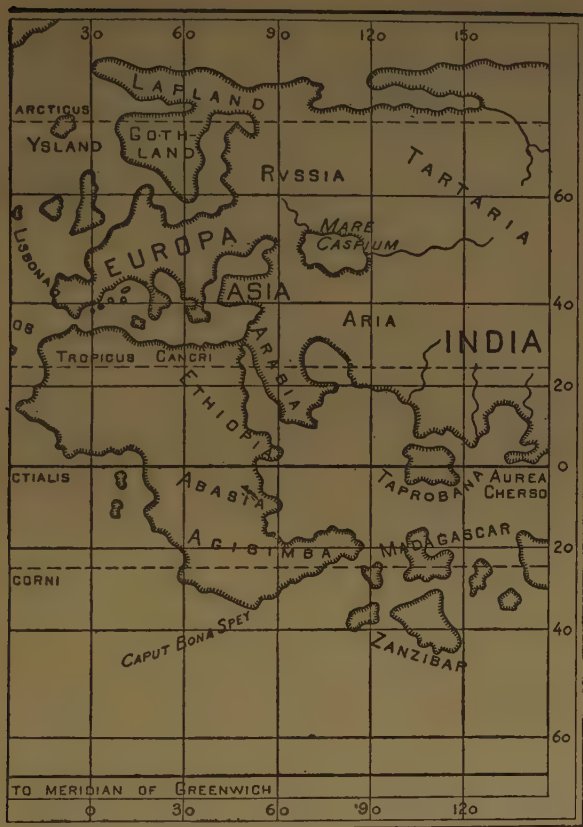 30 60 90 120 150
LAPLAND
ARCTICUS
GOTH-
LAND
YSLAND
RVSSIA
TARTARIA
60
MARE
CASPIUM
LISBONA
EUROPA
ASIA
40
ARIA
INDIA
TROPICUS CANCRI
ARABIA
20
ETHIOPIA
0
CTIALIS
ABASIA
TAPROBANA
AUREA
CHERSO
AGISIMBA
MADAGASCAR
20
CORNI
CAPUT BONA SPEY
ZANZIBAR
40
60
TO MERIDIAN OF GREENWICH
0 30 60 90 120